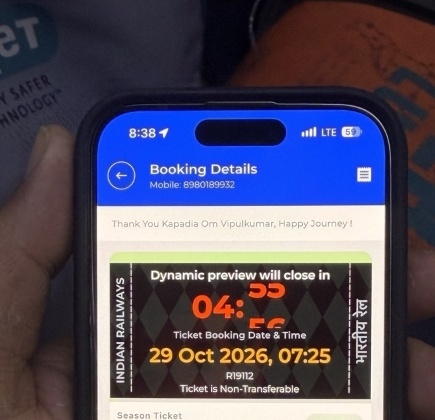 8:38
LTE 59
Booking Details
Mobile: 8980189932
Thank You Kapadia Om Vipulkumar, Happy Journey !
Dynamic preview will close in
04:
Ticket Booking Date & Time
29 Oct 2026, 07:25
R19112
Ticket is Non-Transferable
INDIAN RAILWAYS
भारतीय रेल
Season Ticket
SAFER